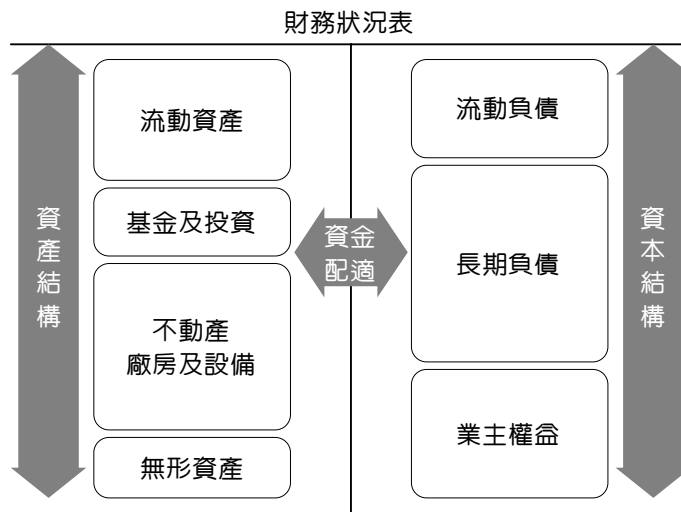 財務狀況表
流動資產
基金及投資
不動產
廠房及設備
無形資產
資產結構
資金
配適
流動負債
長期負債
業主權益
資本結構